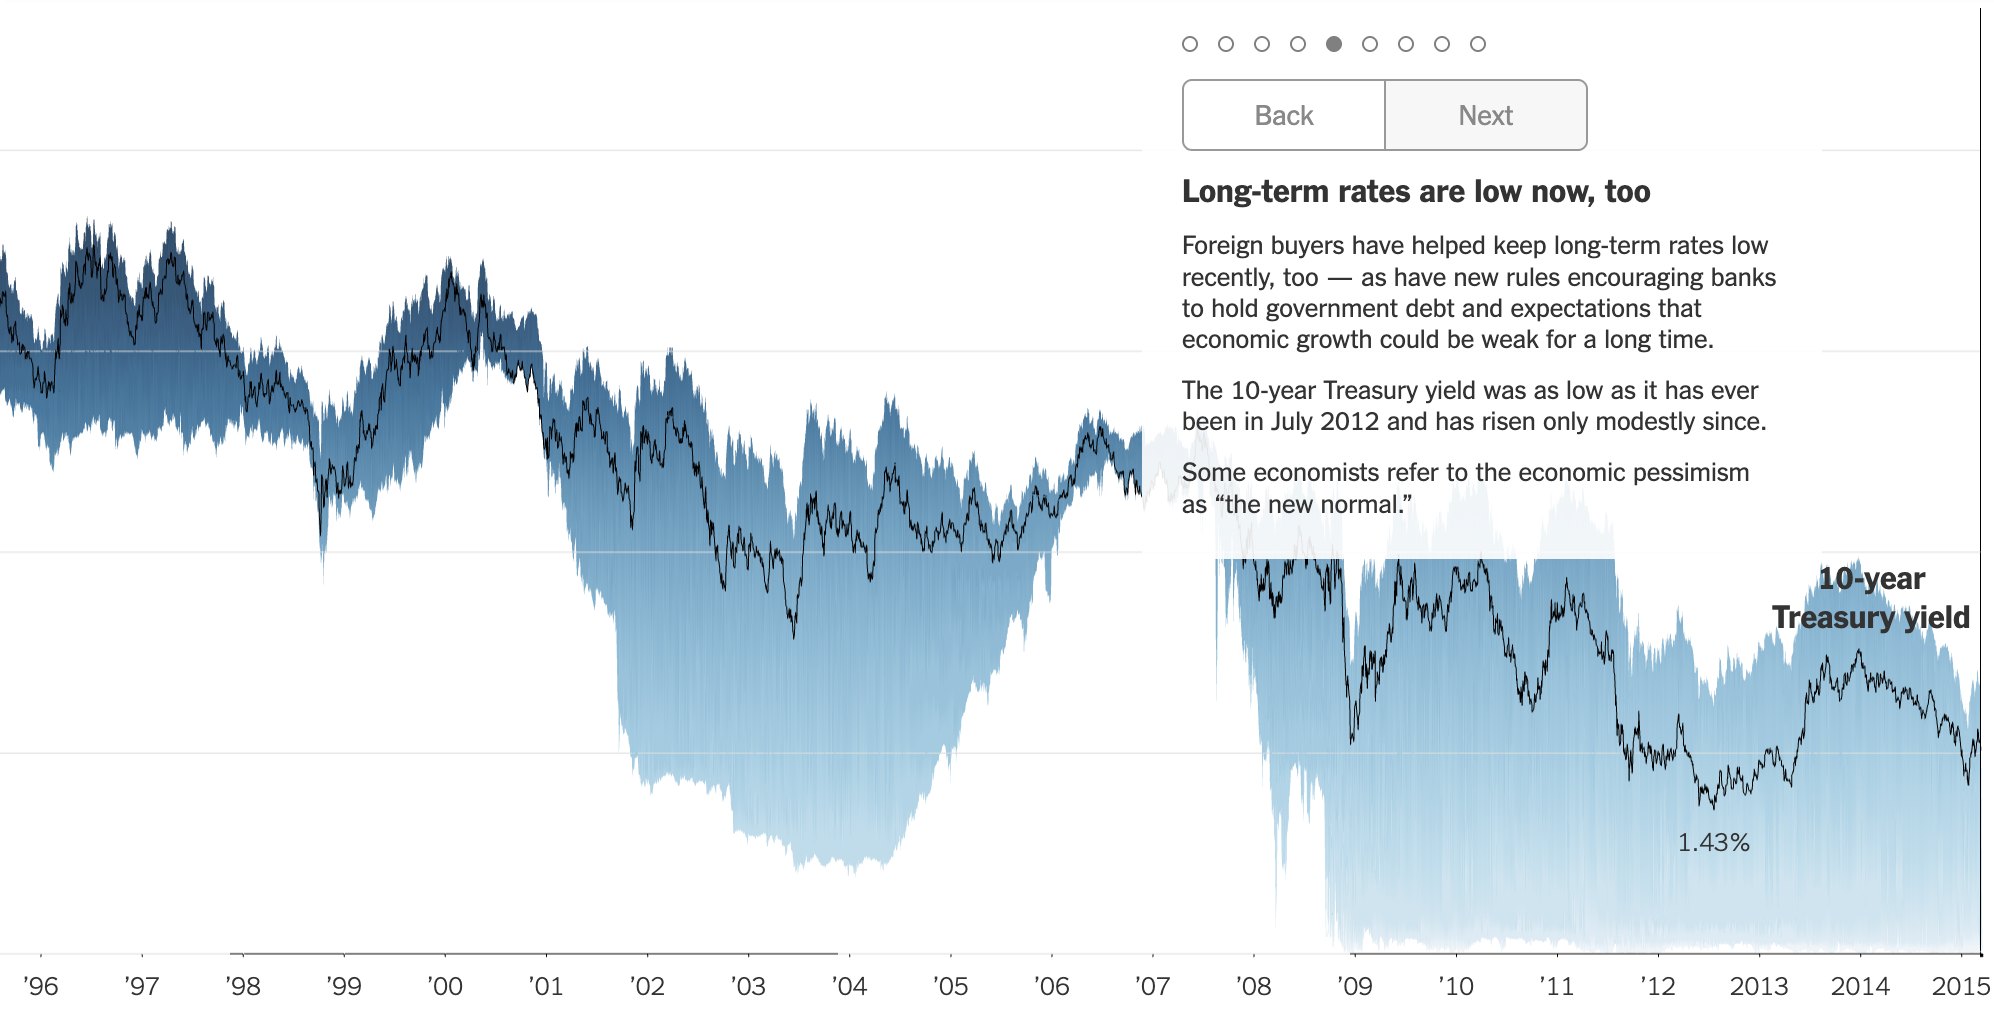 Back Next
Long-term rates are low now, too
Foreign buyers have helped keep long-term rates low
recently, too — as have new rules encouraging banks
to hold government debt and expectations that
economic growth could be weak for a long time.
The 10-year Treasury yield was as low as it has ever
been in July 2012 and has risen only modestly since.
Some economists refer to the economic pessimism
as “the new normal.”
10-year
Treasury yield
1.43%
’96 ’97 ’98 ’99 ’00 ’01 ’02 ’03 ’04 ’05 ’06 ’07 ’08 ’09 ’10 ’11 ’12 2013 2014 2015